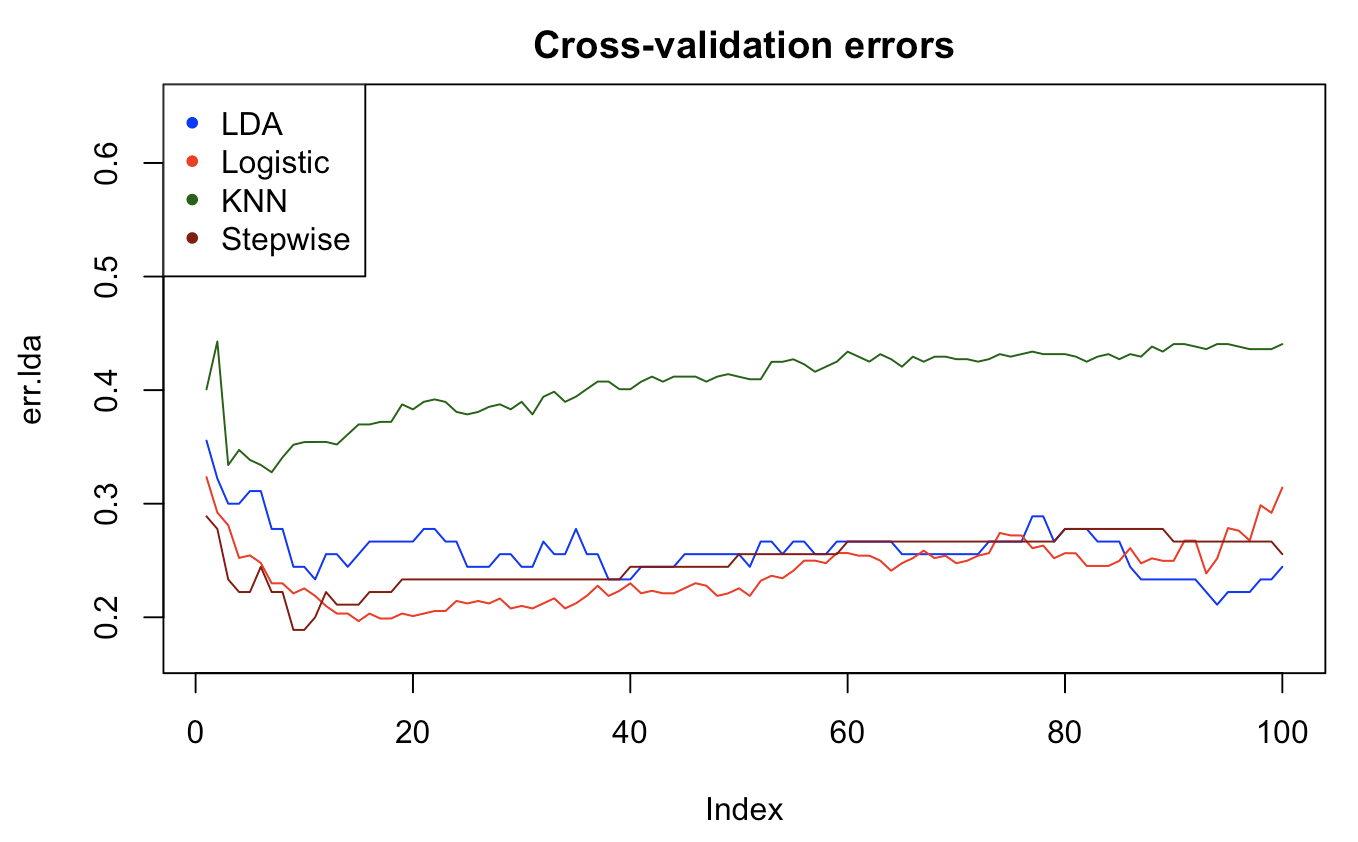 Cross-validation errors
LDA
Logistic
KNN
Stepwise
err.lda
0.6
0.5
0.4
0.3
0.2
0 20 40 60 80 100
Index